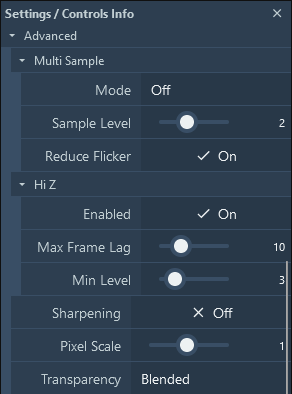 Settings / Controls Info ×
Advanced
Multi Sample
Mode Off
Sample Level 2
Reduce Flicker ✓ On
Hi Z
Enabled ✓ On
Max Frame Lag 10
Min Level 3
Sharpening ✕ Off
Pixel Scale 1
Transparency Blended